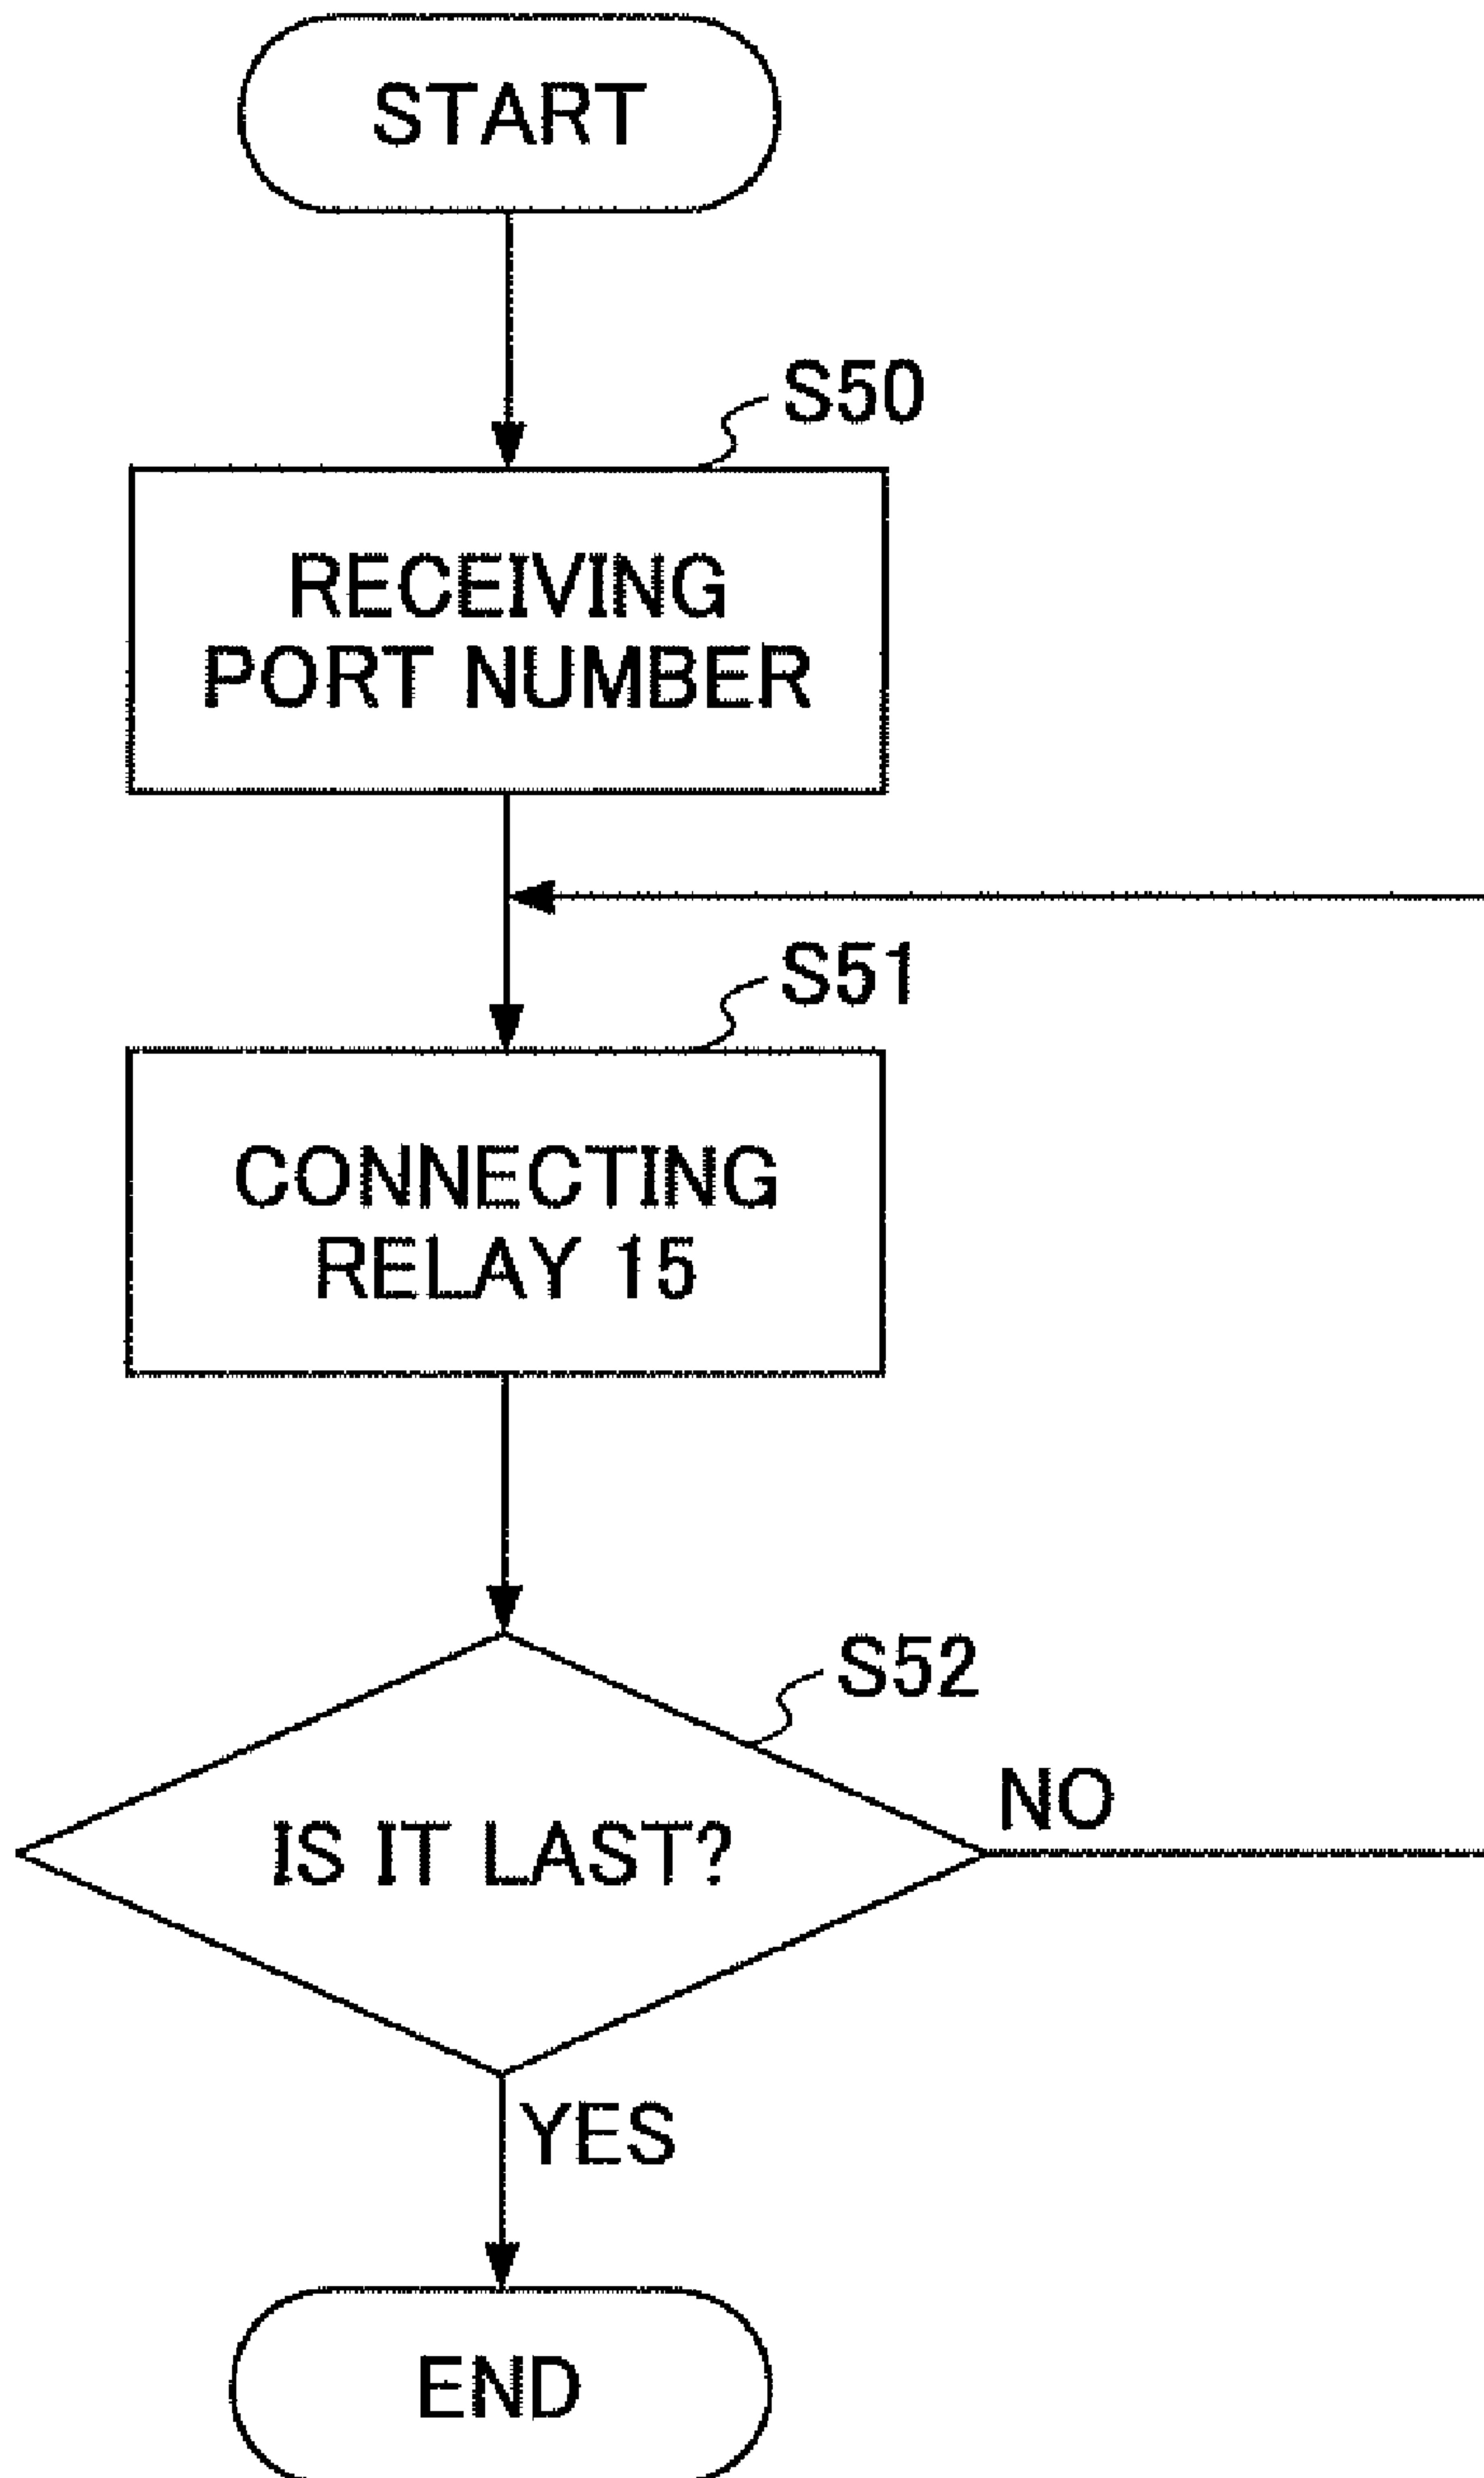 START
S50
RECEIVING
PORT NUMBER
S51
CONNECTING
RELAY 15
S52
IS IT LAST?
NO
YES
END